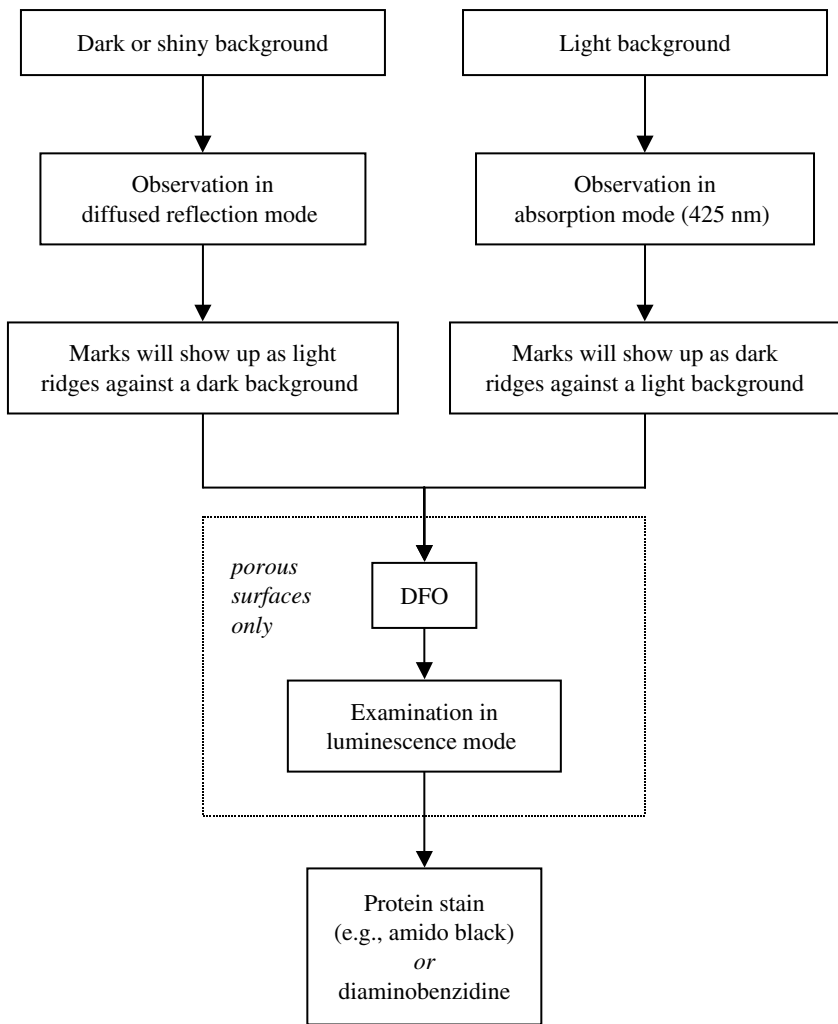 Dark or shiny background
Light background
Observation in
diffused reflection mode
Observation in
absorption mode (425 nm)
Marks will show up as light
ridges against a dark background
Marks will show up as dark
ridges against a light background
porous
surfaces
only
DFO
Examination in
luminescence mode
Protein stain
(e.g., amido black)
or
diaminobenzidine